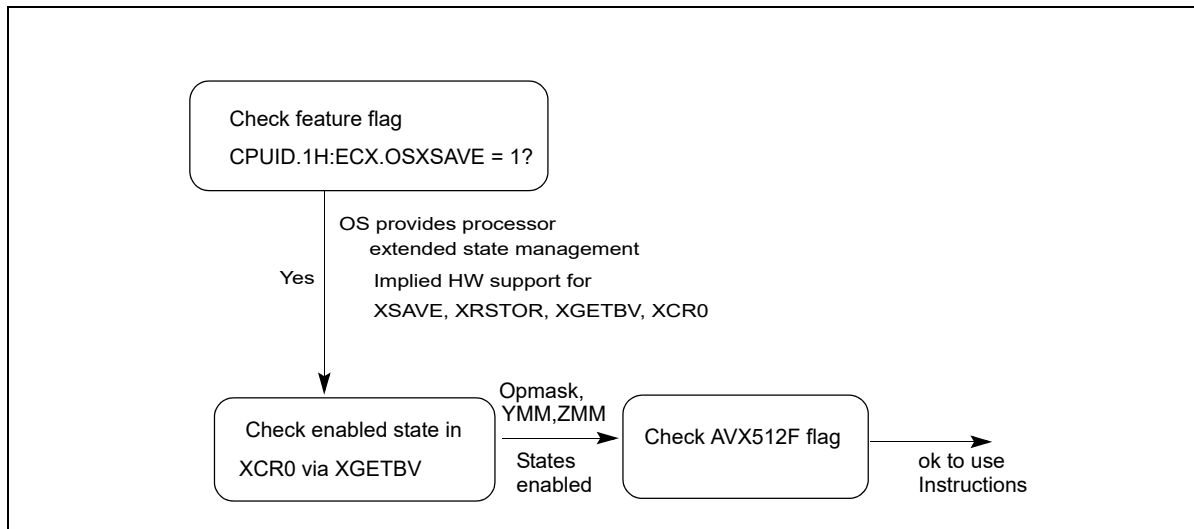 Check feature flag
CPUID.1H:ECX.OSXSAVE = 1?
OS provides processor
extended state management
Yes
Implied HW support for
XSAVE, XRSTOR, XGETBV, XCR0
Check enabled state in
XCR0 via XGETBV
Opmask,
YMM,ZMM
States
enabled
Check AVX512F flag
ok to use
Instructions